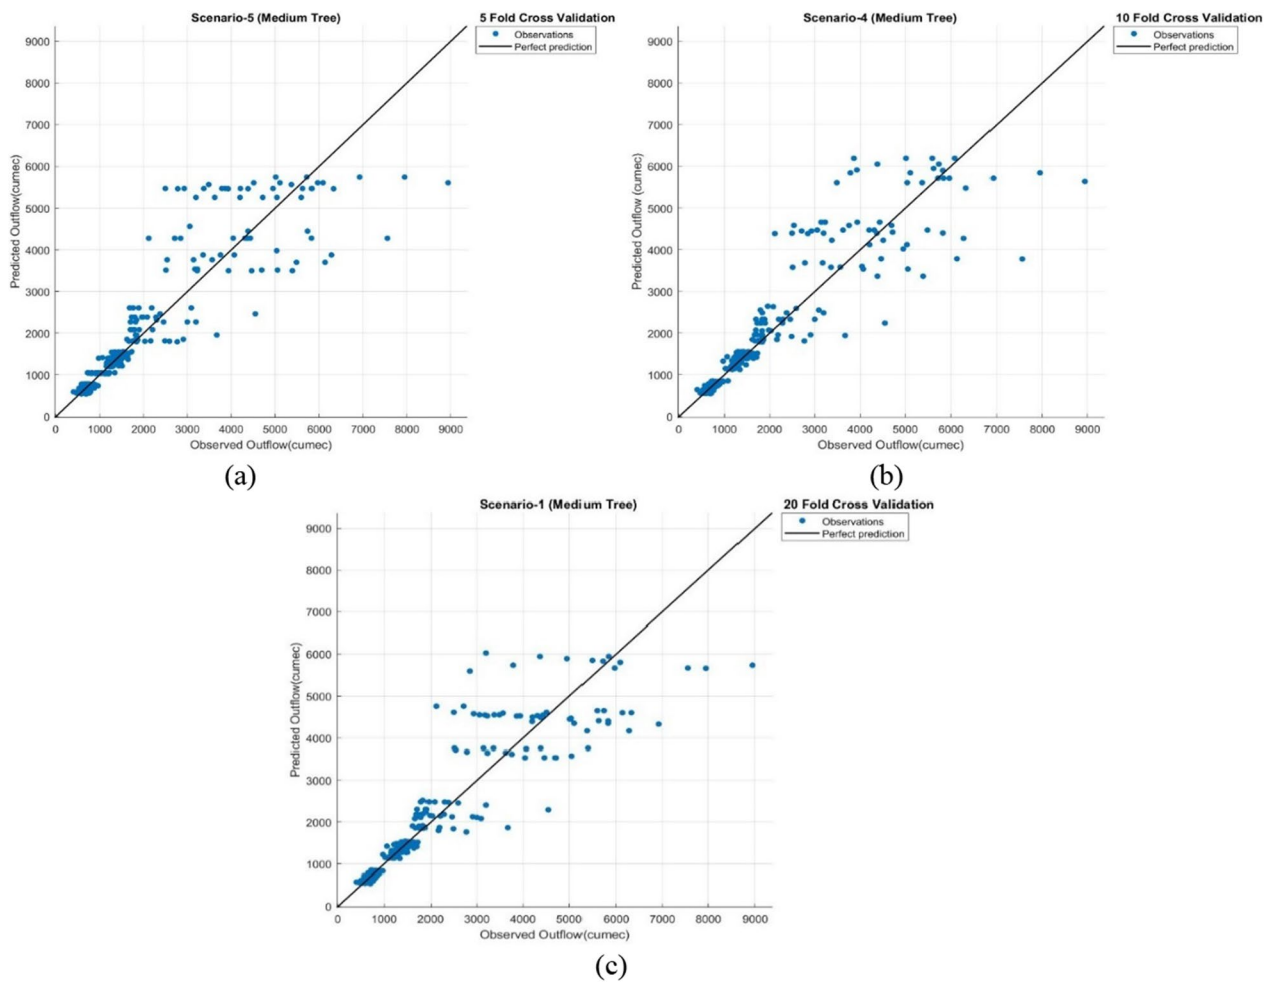 Scenario-5 (Medium Tree)
5 Fold Cross Validation
Observations
Perfect prediction
9000
8000
7000
6000
5000
4000
3000
2000
1000
0
Predicted Outflow(cumec)
0 1000 2000 3000 4000 5000 6000 7000 8000 9000
Observed Outflow(cumec)
(a)
Scenario-4 (Medium Tree)
10 Fold Cross Validation
Observations
Perfect prediction
9000
8000
7000
6000
5000
4000
3000
2000
1000
0
Predicted Outflow (cumec)
0 1000 2000 3000 4000 5000 6000 7000 8000 9000
Observed Outflow(cumec)
(b)
Scenario-1 (Medium Tree)
20 Fold Cross Validation
Observations
Perfect prediction
9000
8000
7000
6000
5000
4000
3000
2000
1000
0
Predicted Outflow(cumec)
0 1000 2000 3000 4000 5000 6000 7000 8000 9000
Observed Outflow(cumec)
(c)